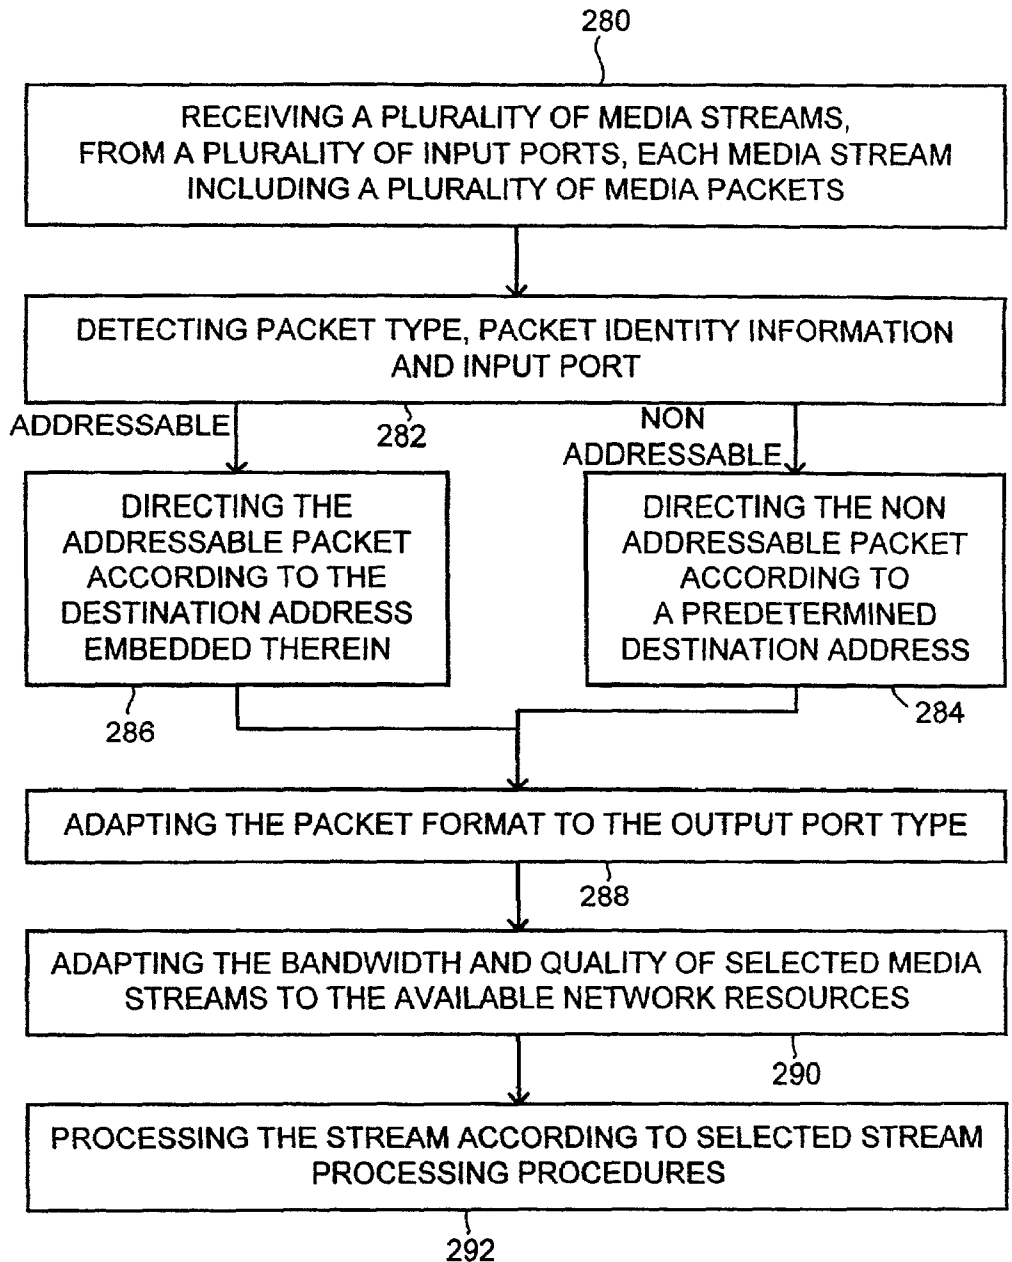 280
RECEIVING A PLURALITY OF MEDIA STREAMS,
FROM A PLURALITY OF INPUT PORTS, EACH MEDIA STREAM
INCLUDING A PLURALITY OF MEDIA PACKETS
DETECTING PACKET TYPE, PACKET IDENTITY INFORMATION
AND INPUT PORT
282
ADDRESSABLE
NON
ADDRESSABLE
DIRECTING THE
ADDRESSABLE PACKET
ACCORDING TO THE
DESTINATION ADDRESS
EMBEDDED THEREIN
286
DIRECTING THE NON
ADDRESSABLE PACKET
ACCORDING TO
A PREDETERMINED
DESTINATION ADDRESS
284
ADAPTING THE PACKET FORMAT TO THE OUTPUT PORT TYPE
288
ADAPTING THE BANDWIDTH AND QUALITY OF SELECTED MEDIA
STREAMS TO THE AVAILABLE NETWORK RESOURCES
290
PROCESSING THE STREAM ACCORDING TO SELECTED STREAM
PROCESSING PROCEDURES
292